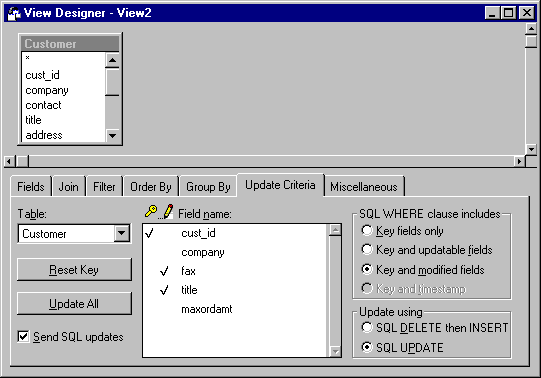 View Designer - View2
Customer
*
cust_id
company
contact
title
address
Fields Join Filter Order By Group By Update Criteria Miscellaneous
Table:
Customer
Reset Key
Update All
Send SQL updates
Field name:
cust_id
company
fax
title
maxordamt
SQL WHERE clause includes
Key fields only
Key and updatable fields
Key and modified fields
Key and timestamp
Update using
SQL DELETE then INSERT
SQL UPDATE